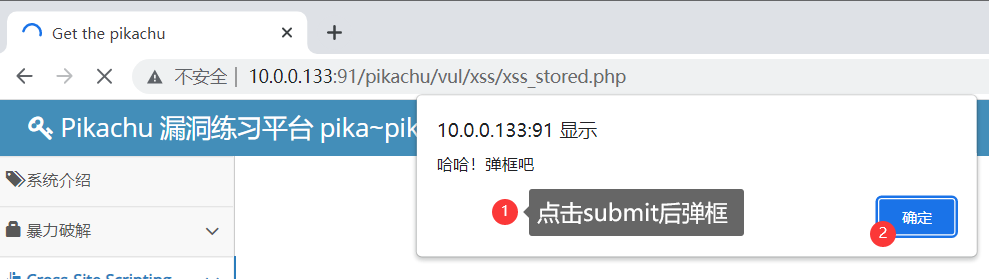 Get the pikachu
不安全 | 10.0.0.133:91/pikachu/vul/xss/xss_stored.php
Pikachu 漏洞练习平台 pika~pik
10.0.0.133:91 显示
哈哈！弹框吧
1 点击submit后弹框
确定
2
系统介绍
暴力破解
Cross-Site Scripting